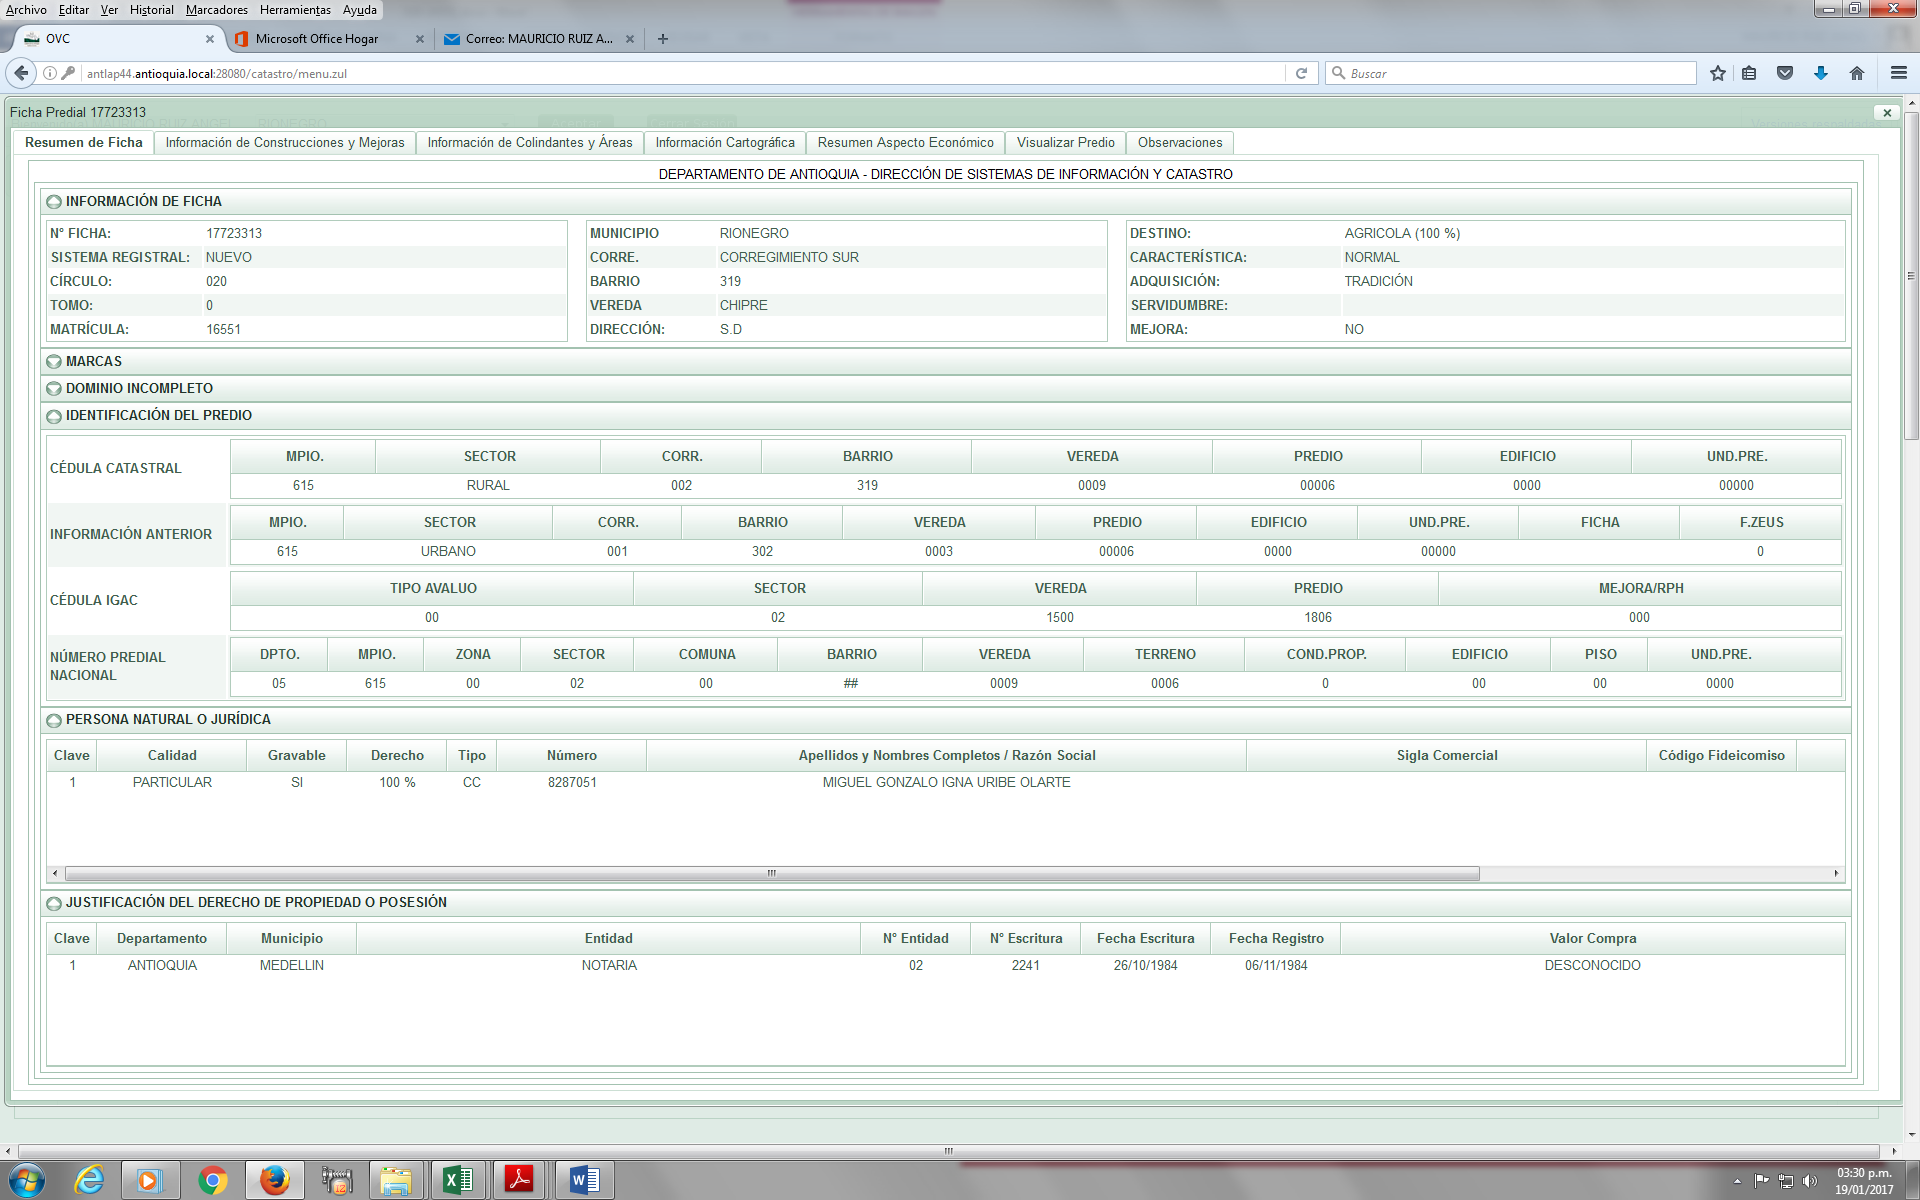 Archivo Editar Ver Historial Marcadores Herramientas Ayuda
OVC
Microsoft Office Hogar
Correo: MAURICIO RUIZ A...
antlap44.antioquia.local:28080/catastro/menu.zul
Buscar
Ficha Predial 17723313
Resumen de Ficha Información de Construcciones y Mejoras Información de Colindantes y Áreas Información Cartográfica Resumen Aspecto Económico Visualizar Predio Observaciones
DEPARTAMENTO DE ANTIOQUIA - DIRECCIÓN DE SISTEMAS DE INFORMACIÓN Y CATASTRO
INFORMACIÓN DE FICHA
N° FICHA: 17723313 MUNICIPIO RIONEGRO DESTINO: AGRICOLA (100 %)
SISTEMA REGISTRAL: NUEVO CORRE. CORREGIMIENTO SUR CARACTERÍSTICA: NORMAL
CÍRCULO: 020 BARRIO 319 ADQUISICIÓN: TRADICIÓN
TOMO: 0 VEREDA CHIPRE SERVIDUMBRE:
MATRÍCULA: 16551 DIRECCIÓN: S.D MEJORA: NO
MARCAS
DOMINIO INCOMPLETO
IDENTIFICACIÓN DEL PREDIO
CÉDULA CATASTRAL
MPIO. SECTOR CORR. BARRIO VEREDA PREDIO EDIFICIO UND.PRE.
615 RURAL 002 319 0009 00006 0000 00000
INFORMACIÓN ANTERIOR
MPIO. SECTOR CORR. BARRIO VEREDA PREDIO EDIFICIO UND.PRE. FICHA F.ZEUS
615 URBANO 001 302 0003 00006 0000 00000 0
CÉDULA IGAC
TIPO AVALUO SECTOR VEREDA PREDIO MEJORA/RPH
00 02 1500 1806 000
NÚMERO PREDIAL NACIONAL
DPTO. MPIO. ZONA SECTOR COMUNA BARRIO VEREDA TERRENO COND.PROP. EDIFICIO PISO UND.PRE.
05 615 00 02 00 ## 0009 0006 0 00 00 0000
PERSONA NATURAL O JURÍDICA
Clave Calidad Gravable Derecho Tipo Número Apellidos y Nombres Completos / Razón Social Sigla Comercial Código Fideicomiso
1 PARTICULAR SI 100 % CC 8287051 MIGUEL GONZALO IGNA URIBE OLARTE
JUSTIFICACIÓN DEL DERECHO DE PROPIEDAD O POSESIÓN
Clave Departamento Municipio Entidad N° Entidad N° Escritura Fecha Escritura Fecha Registro Valor Compra
1 ANTIOQUIA MEDELLIN NOTARIA 02 2241 26/10/1984 06/11/1984 DESCONOCIDO
03:30 p.m.
19/01/2017